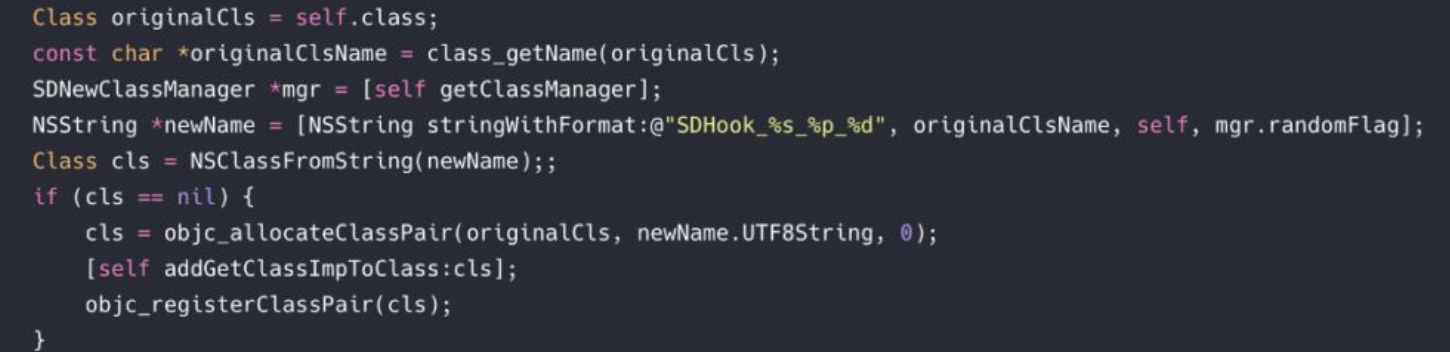 Class originalCls = self.class;
const char *originalClsName = class_getName(originalCls);
SDNewClassManager *mgr = [self getClassManager];
NSString *newName = [NSString stringWithFormat:@"SDHook_%s_%p_%d", originalClsName, self, mgr.randomFlag];
Class cls = NSClassFromString(newName);;
if (cls == nil) {
    cls = objc_allocateClassPair(originalCls, newName.UTF8String, 0);
    [self addGetClassImpToClass:cls];
    objc_registerClassPair(cls);
}